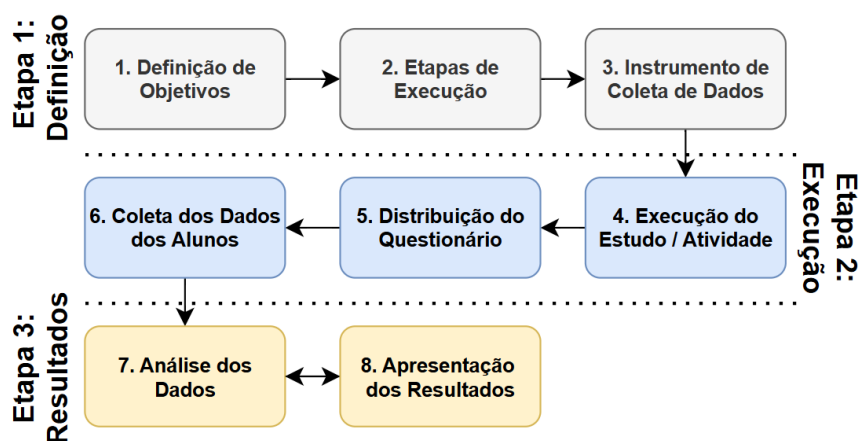 Etapa 1:
Definição
1. Definição de
Objetivos
2. Etapas de
Execução
3. Instrumento de
Coleta de Dados
Etapa 2:
Execução
4. Execução do
Estudo / Atividade
5. Distribuição do
Questionário
6. Coleta dos Dados
dos Alunos
Etapa 3:
Resultados
7. Análise dos
Dados
8. Apresentação
dos Resultados